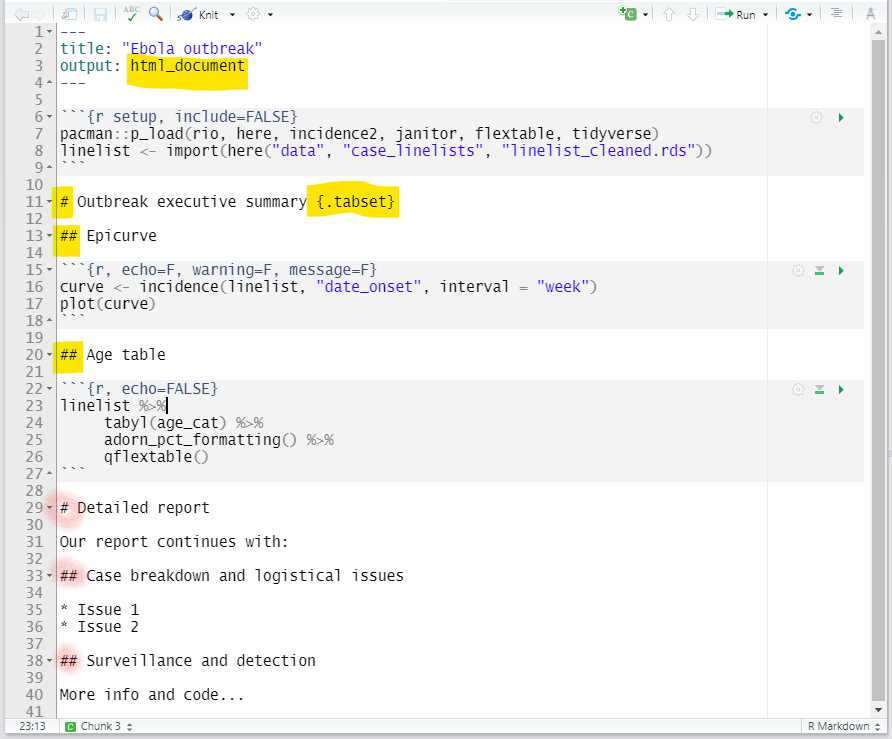 ABC Knit Run
1 ---
2 title: "Ebola outbreak"
3 output: html_document
4 ---
5
6 ```{r setup, include=FALSE}
7 pacman::p_load(rio, here, incidence2, janitor, flextable, tidyverse)
8 linelist <- import(here("data", "case_linelists", "linelist_cleaned.rds"))
9 ```
10
11 # Outbreak executive summary {.tabset}
12
13 ## Epicurve
14
15 ```{r, echo=F, warning=F, message=F}
16 curve <- incidence(linelist, "date_onset", interval = "week")
17 plot(curve)
18 ```
19
20 ## Age table
21
22 ```{r, echo=FALSE}
23 linelist %>%
24 tabyl(age_cat) %>%
25 adorn_pct_formatting() %>%
26 qflextable()
27 ```
28
29 # Detailed report
30
31 Our report continues with:
32
33 ## Case breakdown and logistical issues
34
35 * Issue 1
36 * Issue 2
37
38 ## Surveillance and detection
39
40 More info and code...
41
23:13 C Chunk 3 R Markdown